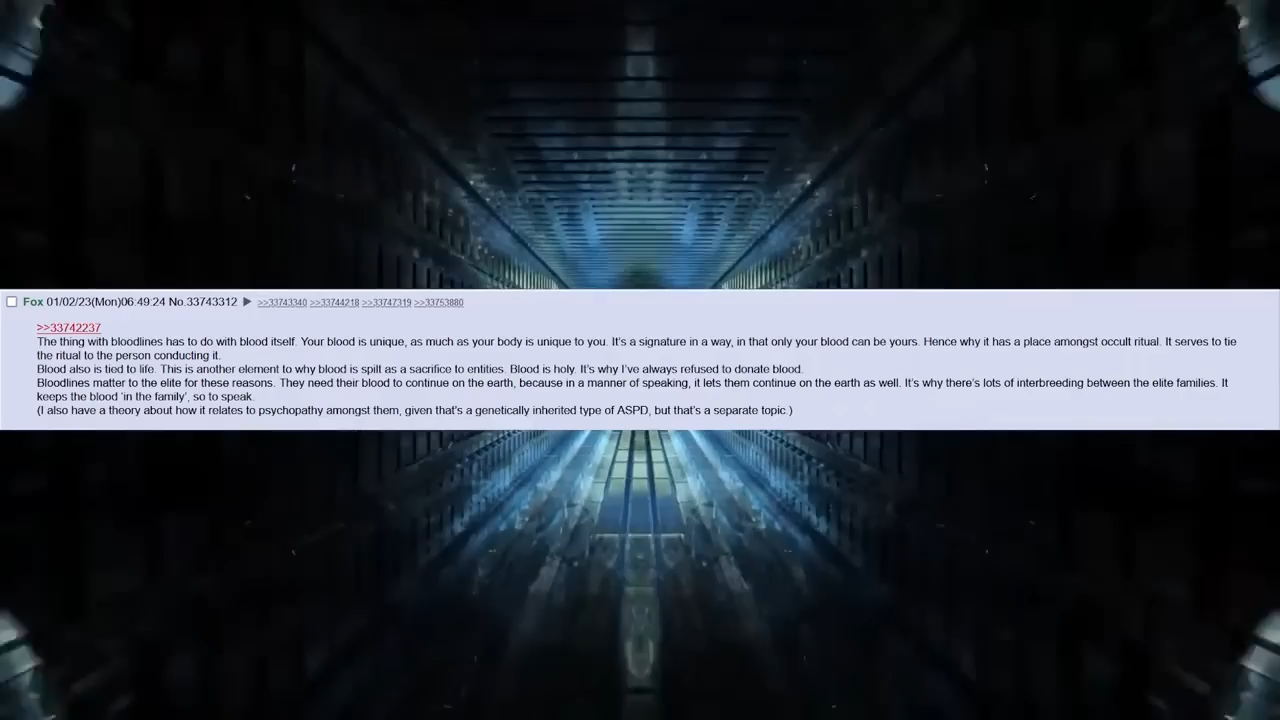 Fox 01/02/23(Mon)06:49:24 No.33743312 ▶ >>33743340 >>33744218 >>33747319 >>33753880
>>33742237
The thing with bloodlines has to do with blood itself. Your blood is unique, as much as your body is unique to you. It's a signature in a way, in that only your blood can be yours. Hence why it has a place amongst occult ritual. It serves to tie
the ritual to the person conducting it.
Blood also is tied to life. This is another element to why blood is spilt as a sacrifice to entities. Blood is holy. It's why I've always refused to donate blood.
Bloodlines matter to the elite for these reasons. They need their blood to continue on the earth, because in a manner of speaking, it lets them continue on the earth as well. It's why there's lots of interbreeding between the elite families. It
keeps the blood 'in the family', so to speak.
(I also have a theory about how it relates to psychopathy amongst them, given that's a genetically inherited type of ASPD, but that's a separate topic.)